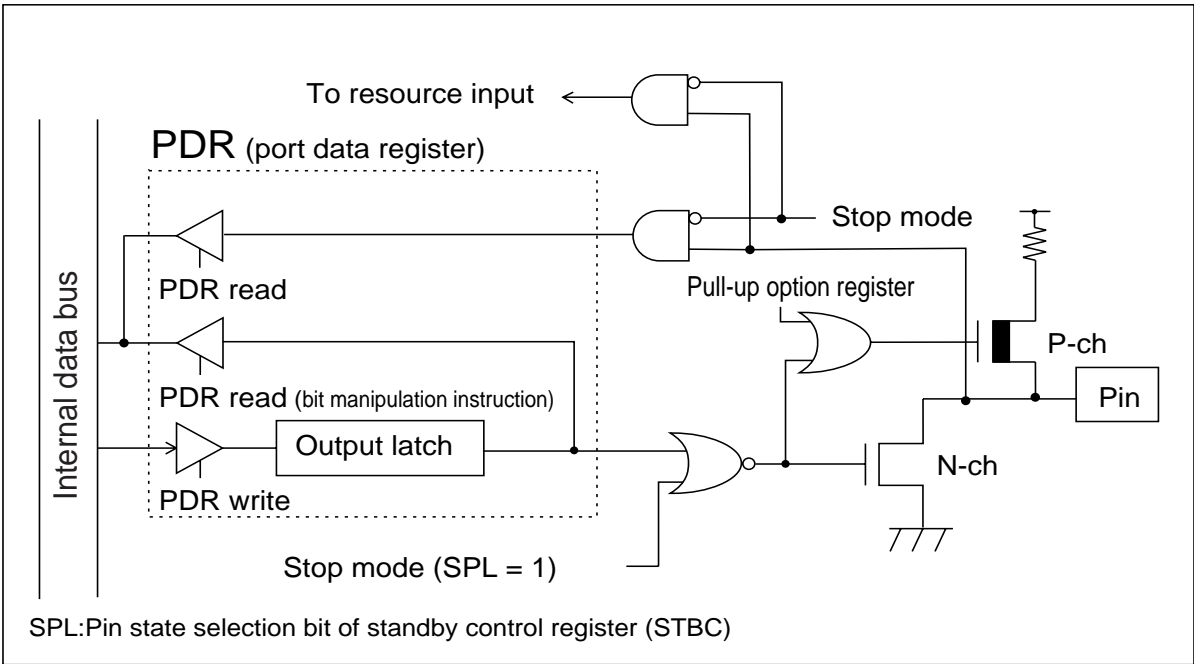 To resource input
PDR (port data register)
Stop mode
PDR read
Pull-up option register
P-ch
Pin
PDR read (bit manipulation instruction)
Output latch
N-ch
PDR write
Internal data bus
Stop mode (SPL = 1)
SPL:Pin state selection bit of standby control register (STBC)